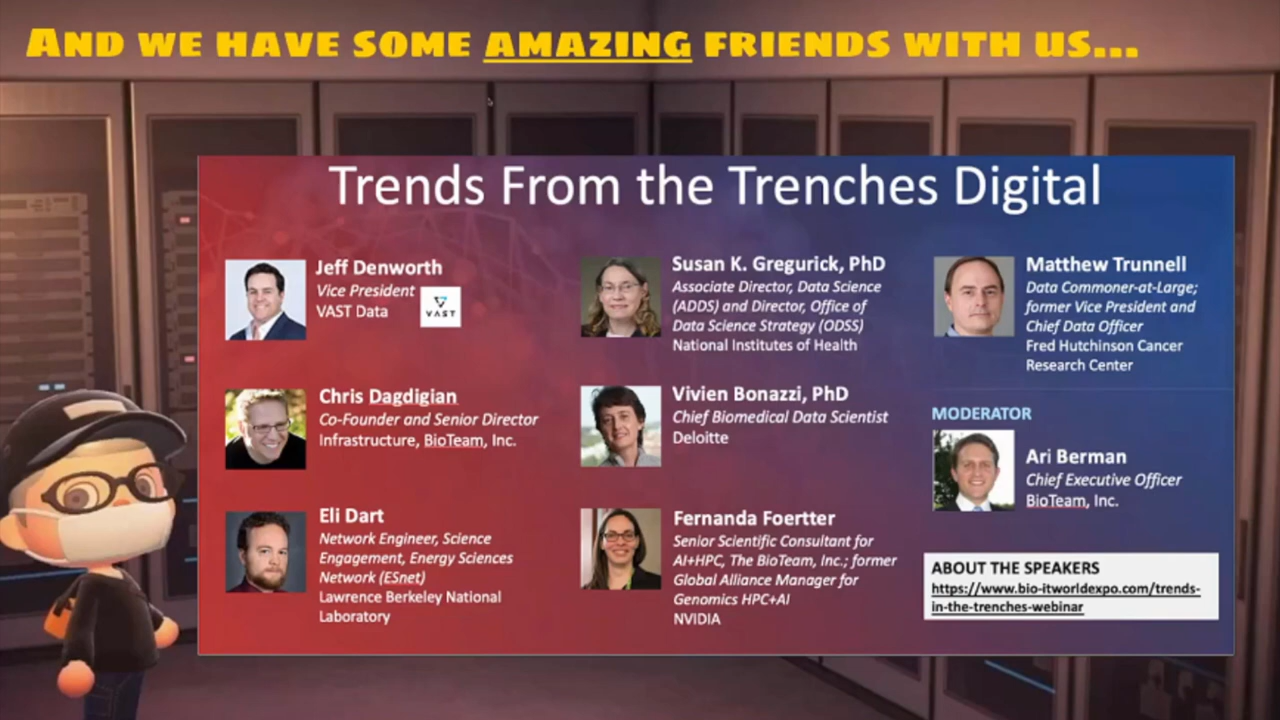 AND WE HAVE SOME AMAZING FRIENDS WITH US...
Trends From the Trenches Digital
Jeff Denworth
Vice President
VAST Data
VAST
Chris Dagdigian
Co-Founder and Senior Director
Infrastructure, BioTeam, Inc.
Eli Dart
Network Engineer, Science
Engagement, Energy Sciences
Network (ESnet)
Lawrence Berkeley National
Laboratory
Susan K. Gregurick, PhD
Associate Director, Data Science
(ADDS) and Director, Office of
Data Science Strategy (ODSS)
National Institutes of Health
Vivien Bonazzi, PhD
Chief Biomedical Data Scientist
Deloitte
Fernanda Foertter
Senior Scientific Consultant for
AI+HPC, The BioTeam, Inc.; former
Global Alliance Manager for
Genomics HPC+AI
NVIDIA
Matthew Trunnell
Data Commoner-at-Large;
former Vice President and
Chief Data Officer
Fred Hutchinson Cancer
Research Center
MODERATOR
Ari Berman
Chief Executive Officer
BioTeam, Inc.
ABOUT THE SPEAKERS
https://www.bio-itworldexpo.com/trends-
in-the-trenches-webinar